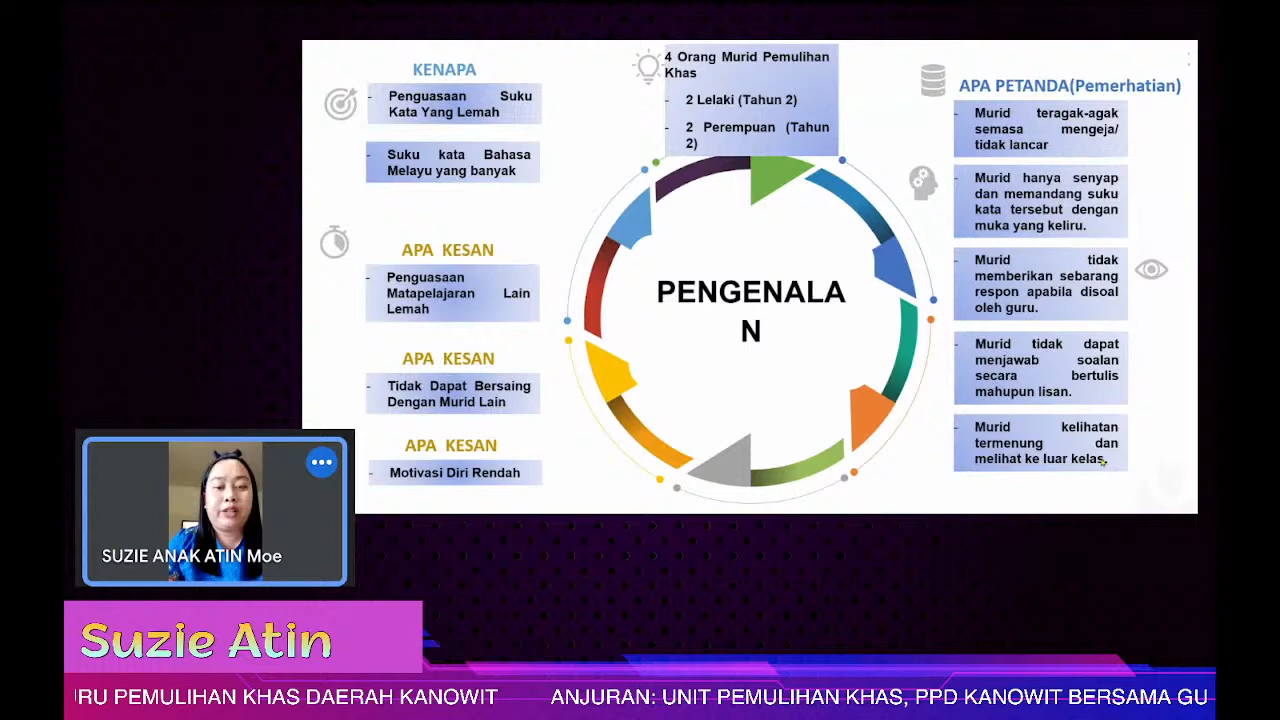 KENAPA
- Penguasaan Suku
Kata Yang Lemah
- Suku kata Bahasa
Melayu yang banyak
APA KESAN
- Penguasaan
Matapelajaran Lain
Lemah
APA KESAN
- Tidak Dapat Bersaing
Dengan Murid Lain
APA KESAN
- Motivasi Diri Rendah
4 Orang Murid Pemulihan
Khas
- 2 Lelaki (Tahun 2)
- 2 Perempuan (Tahun
2)
PENGENALA
N
APA PETANDA(Pemerhatian)
- Murid teragak-agak
semasa mengeja/
tidak lancar
- Murid hanya senyap
dan memandang suku
kata tersebut dengan
muka yang keliru.
- Murid tidak
memberikan sebarang
respon apabila disoal
oleh guru.
- Murid tidak dapat
menjawab soalan
secara bertulis
mahupun lisan.
- Murid kelihatan
termenung dan
melihat ke luar kelas.
SUZIE ANAK ATIN Moe
Suzie Atin
URU PEMULIHAN KHAS DAERAH KANOWIT ANJURAN: UNIT PEMULIHAN KHAS, PPD KANOWIT BERSAMA GU